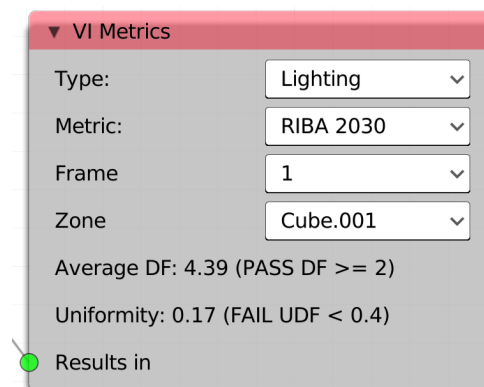 ▼ VI Metrics
Type: Lighting
Metric: RIBA 2030
Frame 1
Zone Cube.001
Average DF: 4.39 (PASS DF >= 2)
Uniformity: 0.17 (FAIL UDF < 0.4)
Results in